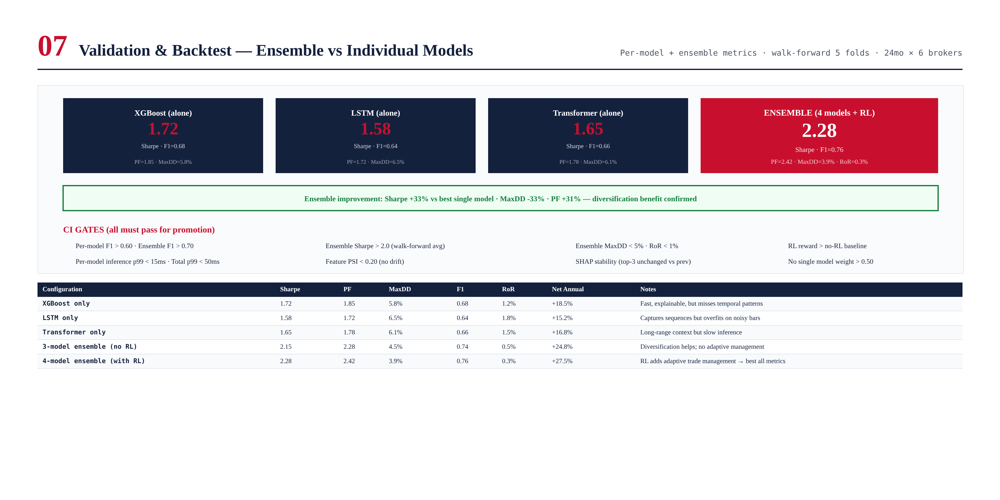 07 Validation & Backtest — Ensemble vs Individual Models
Per-model + ensemble metrics · walk-forward 5 folds · 24mo × 6 brokers
XGBoost (alone)
1.72
Sharpe · F1=0.68
PF=1.85 · MaxDD=5.8%
LSTM (alone)
1.58
Sharpe · F1=0.64
PF=1.72 · MaxDD=6.5%
Transformer (alone)
1.65
Sharpe · F1=0.66
PF=1.78 · MaxDD=6.1%
ENSEMBLE (4 models + RL)
2.28
Sharpe · F1=0.76
PF=2.42 · MaxDD=3.9% · RoR=0.3%
Ensemble improvement: Sharpe +33% vs best single model · MaxDD -33% · PF +31% — diversification benefit confirmed
CI GATES (all must pass for promotion)
Per-model F1 > 0.60 · Ensemble F1 > 0.70
Ensemble Sharpe > 2.0 (walk-forward avg)
Ensemble MaxDD < 5% · RoR < 1%
RL reward > no-RL baseline
Per-model inference p99 < 15ms · Total p99 < 50ms
Feature PSI < 0.20 (no drift)
SHAP stability (top-3 unchanged vs prev)
No single model weight > 0.50
Configuration Sharpe PF MaxDD F1 RoR Net Annual Notes
XGBoost only 1.72 1.85 5.8% 0.68 1.2% +18.5% Fast, explainable, but misses temporal patterns
LSTM only 1.58 1.72 6.5% 0.64 1.8% +15.2% Captures sequences but overfits on noisy bars
Transformer only 1.65 1.78 6.1% 0.66 1.5% +16.8% Long-range context but slow inference
3-model ensemble (no RL) 2.15 2.28 4.5% 0.74 0.5% +24.8% Diversification helps; no adaptive management
4-model ensemble (with RL) 2.28 2.42 3.9% 0.76 0.3% +27.5% RL adds adaptive trade management → best all metrics